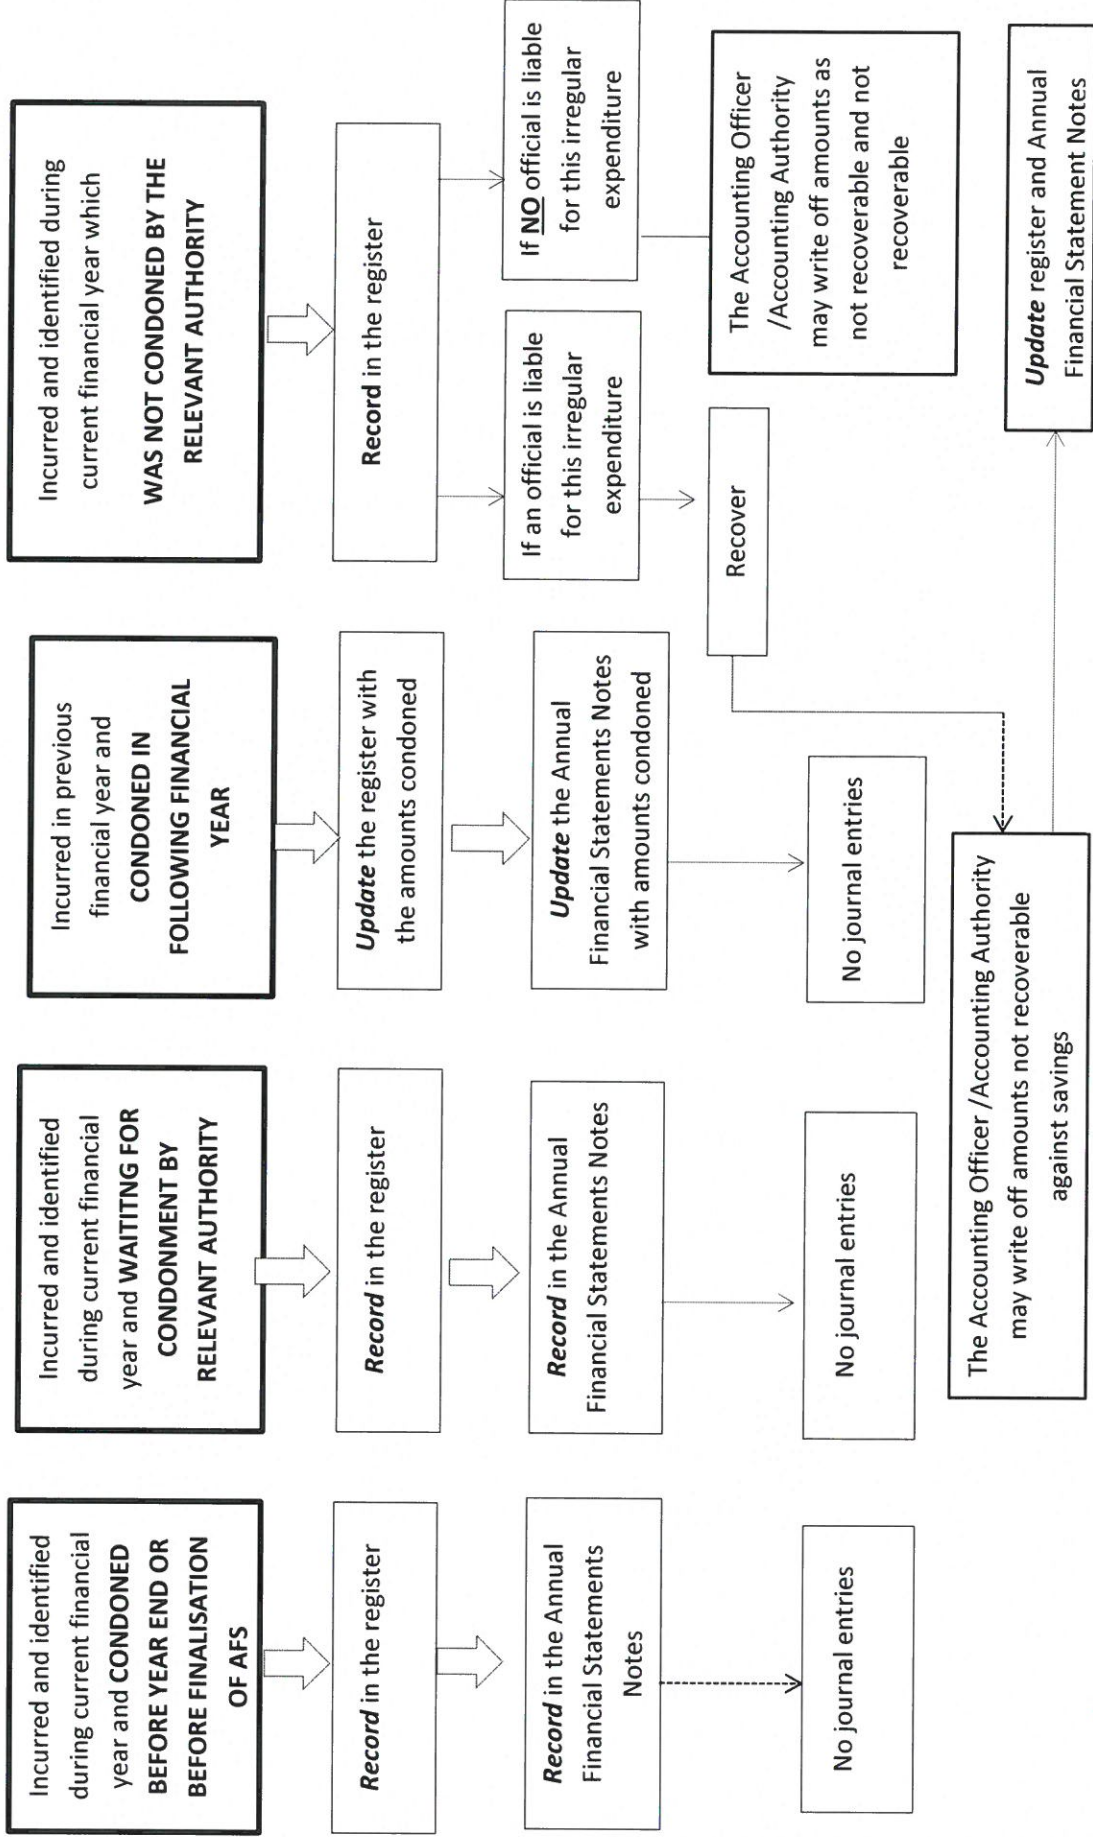 Incurred and identified
during current financial
year and CONDONED
BEFORE YEAR END OR
BEFORE FINALISATION
OF AFS
Record in the register
Record in the Annual
Financial Statements
Notes
No journal entries
Incurred and identified
during current financial
year and WAITITNG FOR
CONDONMENT BY
RELEVANT AUTHORITY
Record in the register
Record in the Annual
Financial Statements Notes
No journal entries
Incurred in previous
financial year and
CONDONED IN
FOLLOWING FINANCIAL
YEAR
Update the register with
the amounts condoned
Update the Annual
Financial Statements Notes
with amounts condoned
No journal entries
Incurred and identified during
current financial year which
WAS NOT CONDONED BY THE
RELEVANT AUTHORITY
Record in the register
If an official is liable
for this irregular
expenditure
If NO official is liable
for this irregular
expenditure
Recover
The Accounting Officer
/Accounting Authority
may write off amounts as
not recoverable and not
recoverable
The Accounting Officer /Accounting Authority
may write off amounts not recoverable
against savings
Update register and Annual
Financial Statement Notes